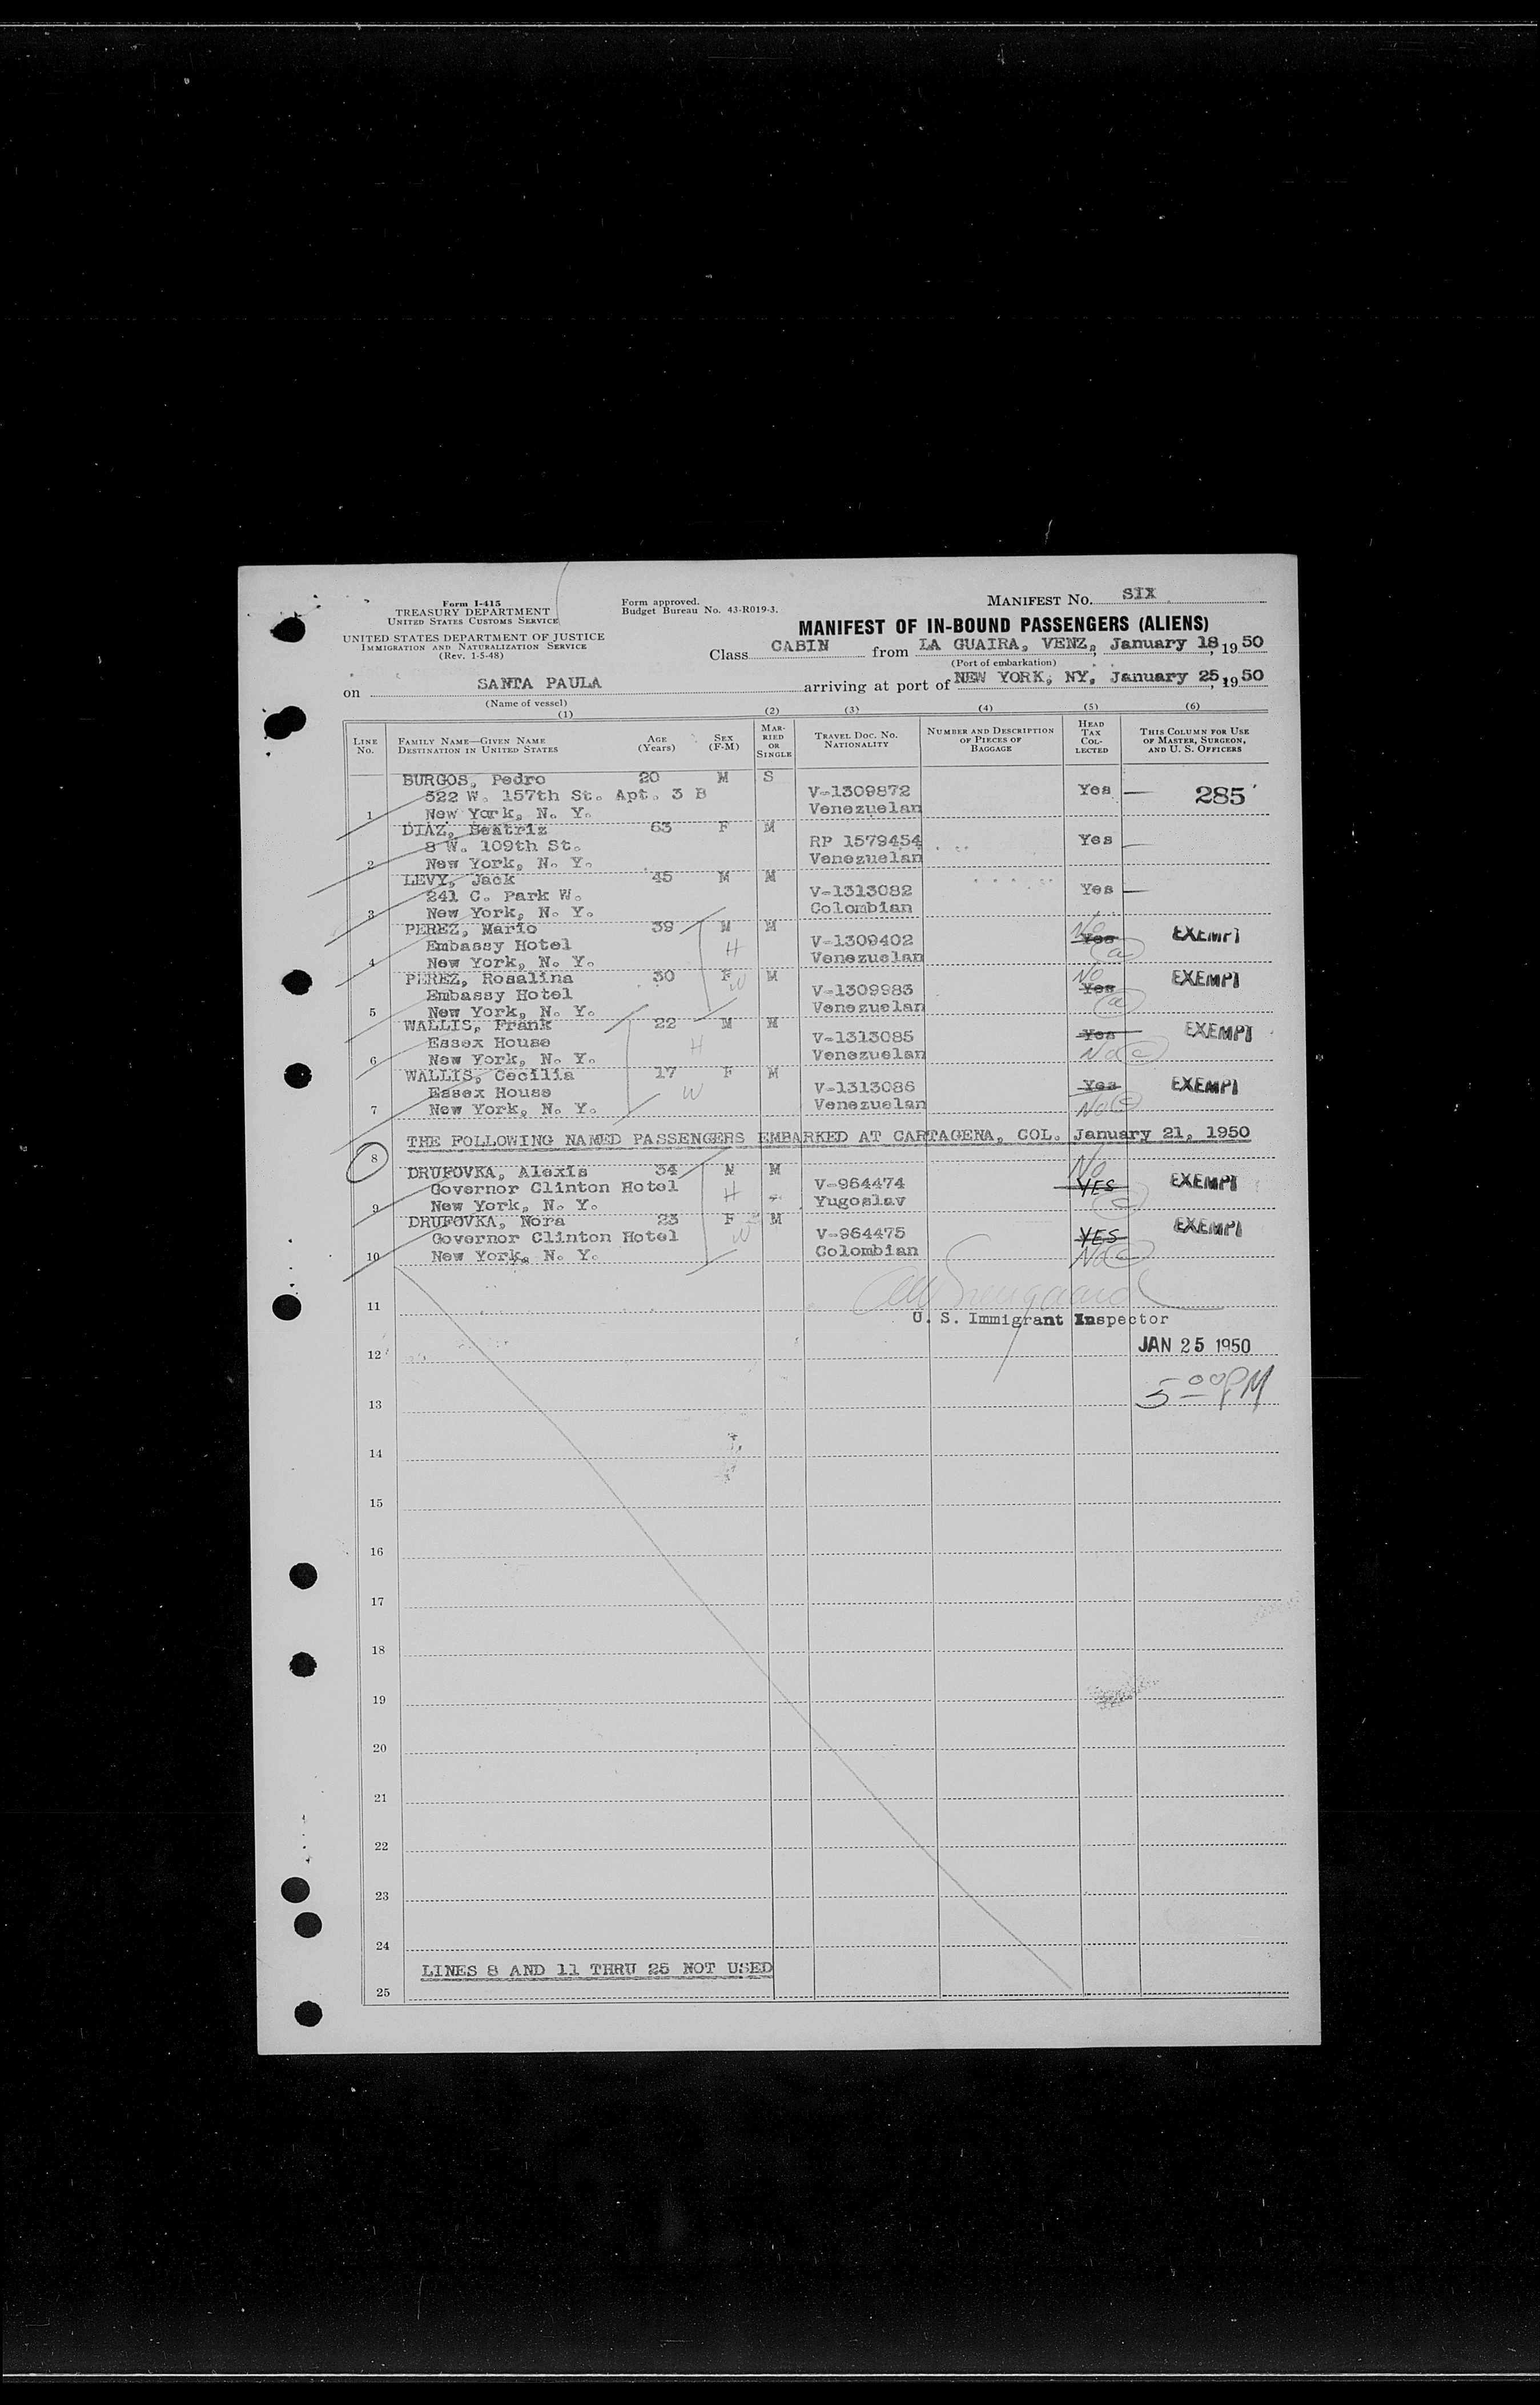 Form I-415
TREASURY DEPARTMENT
UNITED STATES CUSTOMS SERVICE
UNITED STATES DEPARTMENT OF JUSTICE
IMMIGRATION AND NATURALIZATION SERVICE
(Rev. 1-5-48)
Form approved.
Budget Bureau No. 43-R019-3.
MANIFEST NO. SIX
MANIFEST OF IN-BOUND PASSENGERS (ALIENS)
Class CABIN from LA GUAIRA, VENZ, January 18, 1950
(Port of embarkation)
on SANTA PAULA arriving at port of NEW YORK, NY, January 25, 1950
(Name of vessel)
(1) (2) (3) (4) (5) (6)
LINE NO. FAMILY NAME—GIVEN NAME DESTINATION IN UNITED STATES AGE (Years) SEX (F-M) MARRIED OR SINGLE TRAVEL DOC. NO. NATIONALITY NUMBER AND DESCRIPTION OF PIECES OF BAGGAGE HEAD TAX COLLECTED THIS COLUMN FOR USE OF MASTER, SURGEON, AND U. S. OFFICERS
BURGOS, Pedro 20 M S
522 W. 157th St. Apt. 3 B V-1309872 Yes — 285
1 New York, N. Y. Venezuelan
DIAZ, Beatriz 63 F M
8 W. 109th St. RP 1579454 Yes —
2 New York, N. Y. Venezuelan
LEVY, Jack 45 M M
241 C. Park W. V-1313082 Yes —
3 New York, N. Y. Colombian
PEREZ, Mario 39 M M No
Embassy Hotel H V-1309402 Yes EXEMPT
4 New York, N. Y. Venezuelan (a)
PEREZ, Rosalina 30 F M No EXEMPT
Embassy Hotel W V-1309983 Yes
5 New York, N. Y. Venezuelan (a)
WALLIS, Frank 22 M M
Essex House H V-1313085 Yes EXEMPT
6 New York, N. Y. Venezuelan No (c)
WALLIS, Cecilia 17 F M
Essex House W V-1313086 Yes EXEMPT
7 New York, N. Y. Venezuelan No (c)
THE FOLLOWING NAMED PASSENGERS EMBARKED AT CARTAGENA, COL. January 21, 1950
8
DRUFOVKA, Alexis 34 M M No
Governor Clinton Hotel H V-964474 YES EXEMPT
9 New York, N. Y. Yugoslav (c)
DRUFOVKA, Nora 23 F M EXEMPT
Governor Clinton Hotel W V-964475 YES
10 New York, N. Y. Colombian No (c)
11
U. S. Immigrant Inspector
12 JAN 25 1950
13 5 00 PM
14
15
16
17
18
19
20
21
22
23
24
LINES 8 AND 11 THRU 25 NOT USED
25